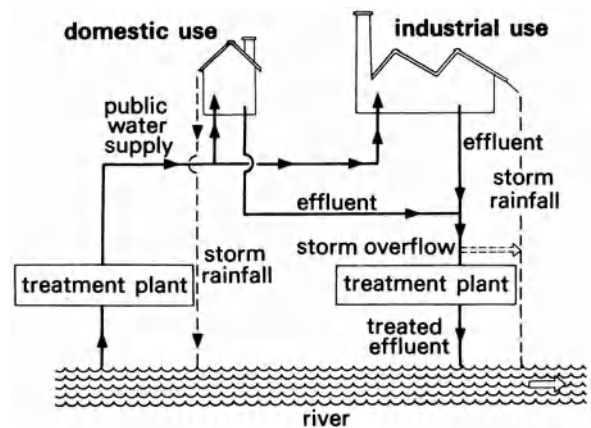 domestic use
industrial use
public
water
supply
effluent
effluent
storm
rainfall
storm overflow
storm
rainfall
treatment plant
treatment plant
treated
effluent
river